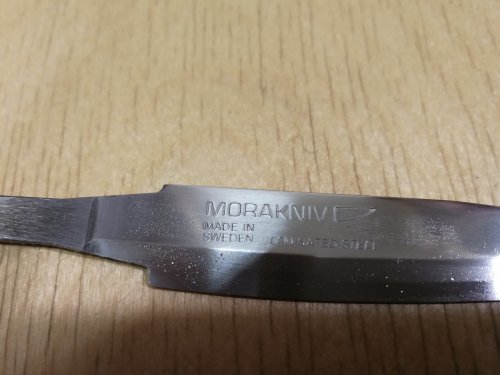 MORAKNIV
MADE IN
SWEDEN LAMINATED STEEL